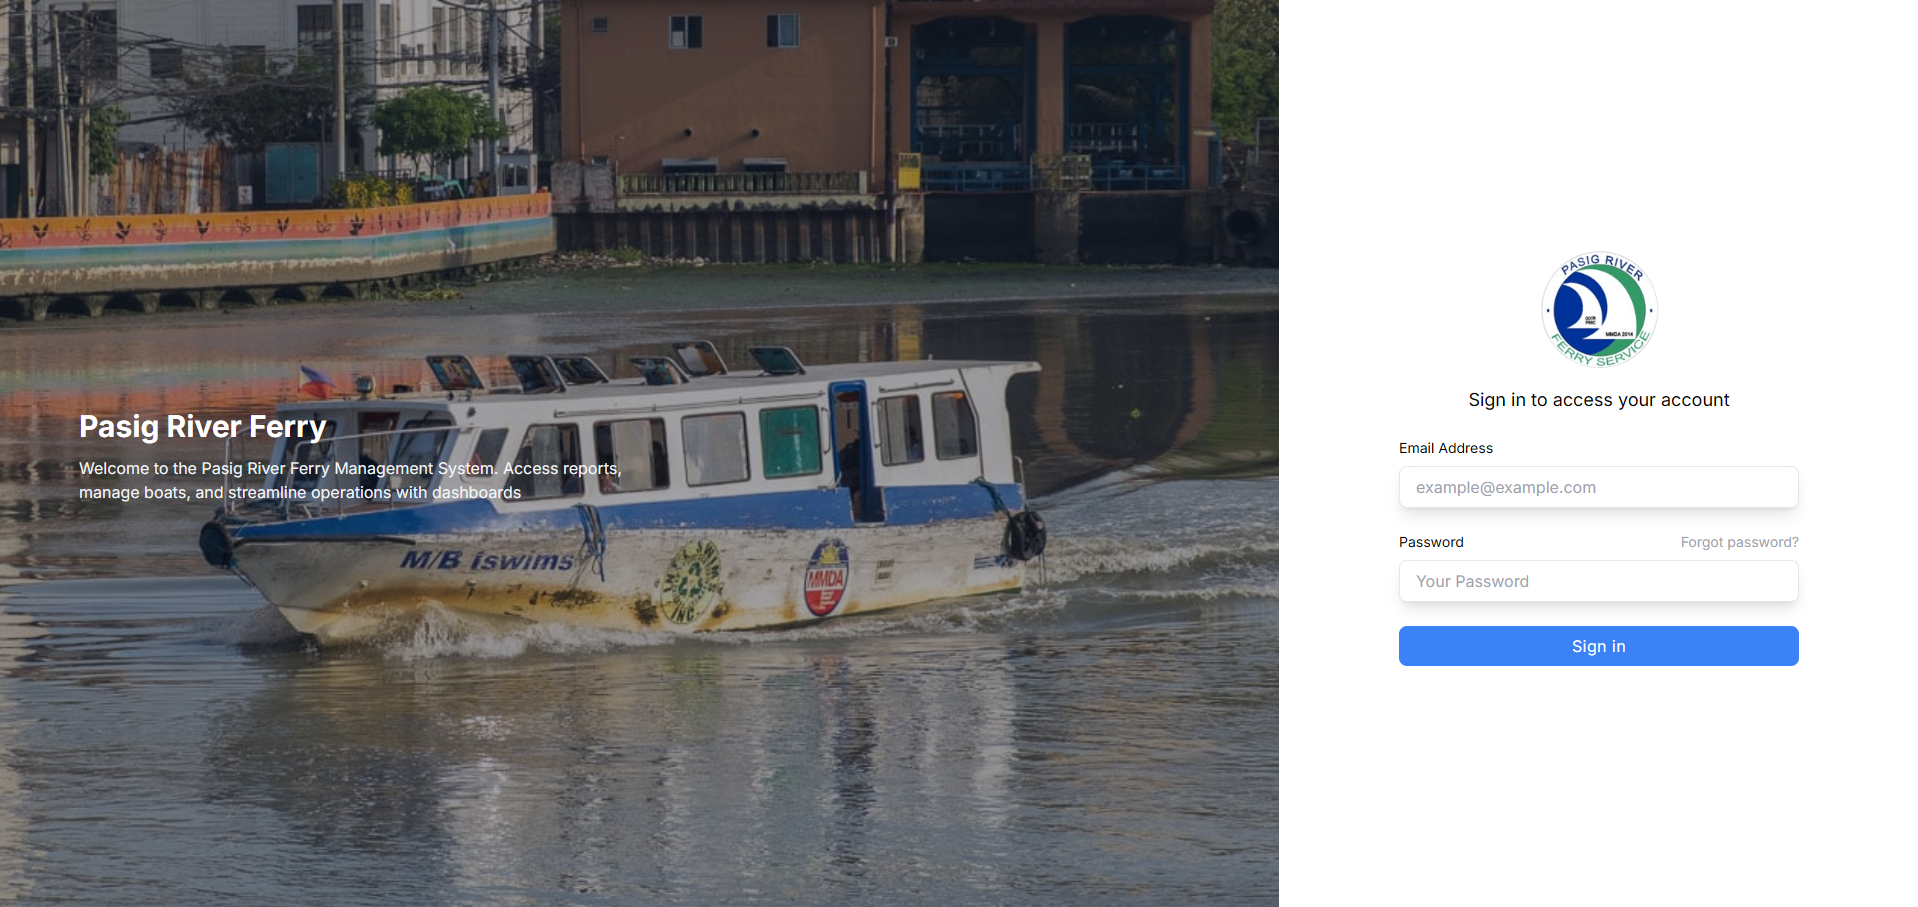 Pasig River Ferry
Welcome to the Pasig River Ferry Management System. Access reports,
manage boats, and streamline operations with dashboards
M/B iswims
MMDA
PASIG RIVER
MMDA 2014
FERRY SERVICE
Sign in to access your account
Email Address
example@example.com
Password
Forgot password?
Your Password
Sign in